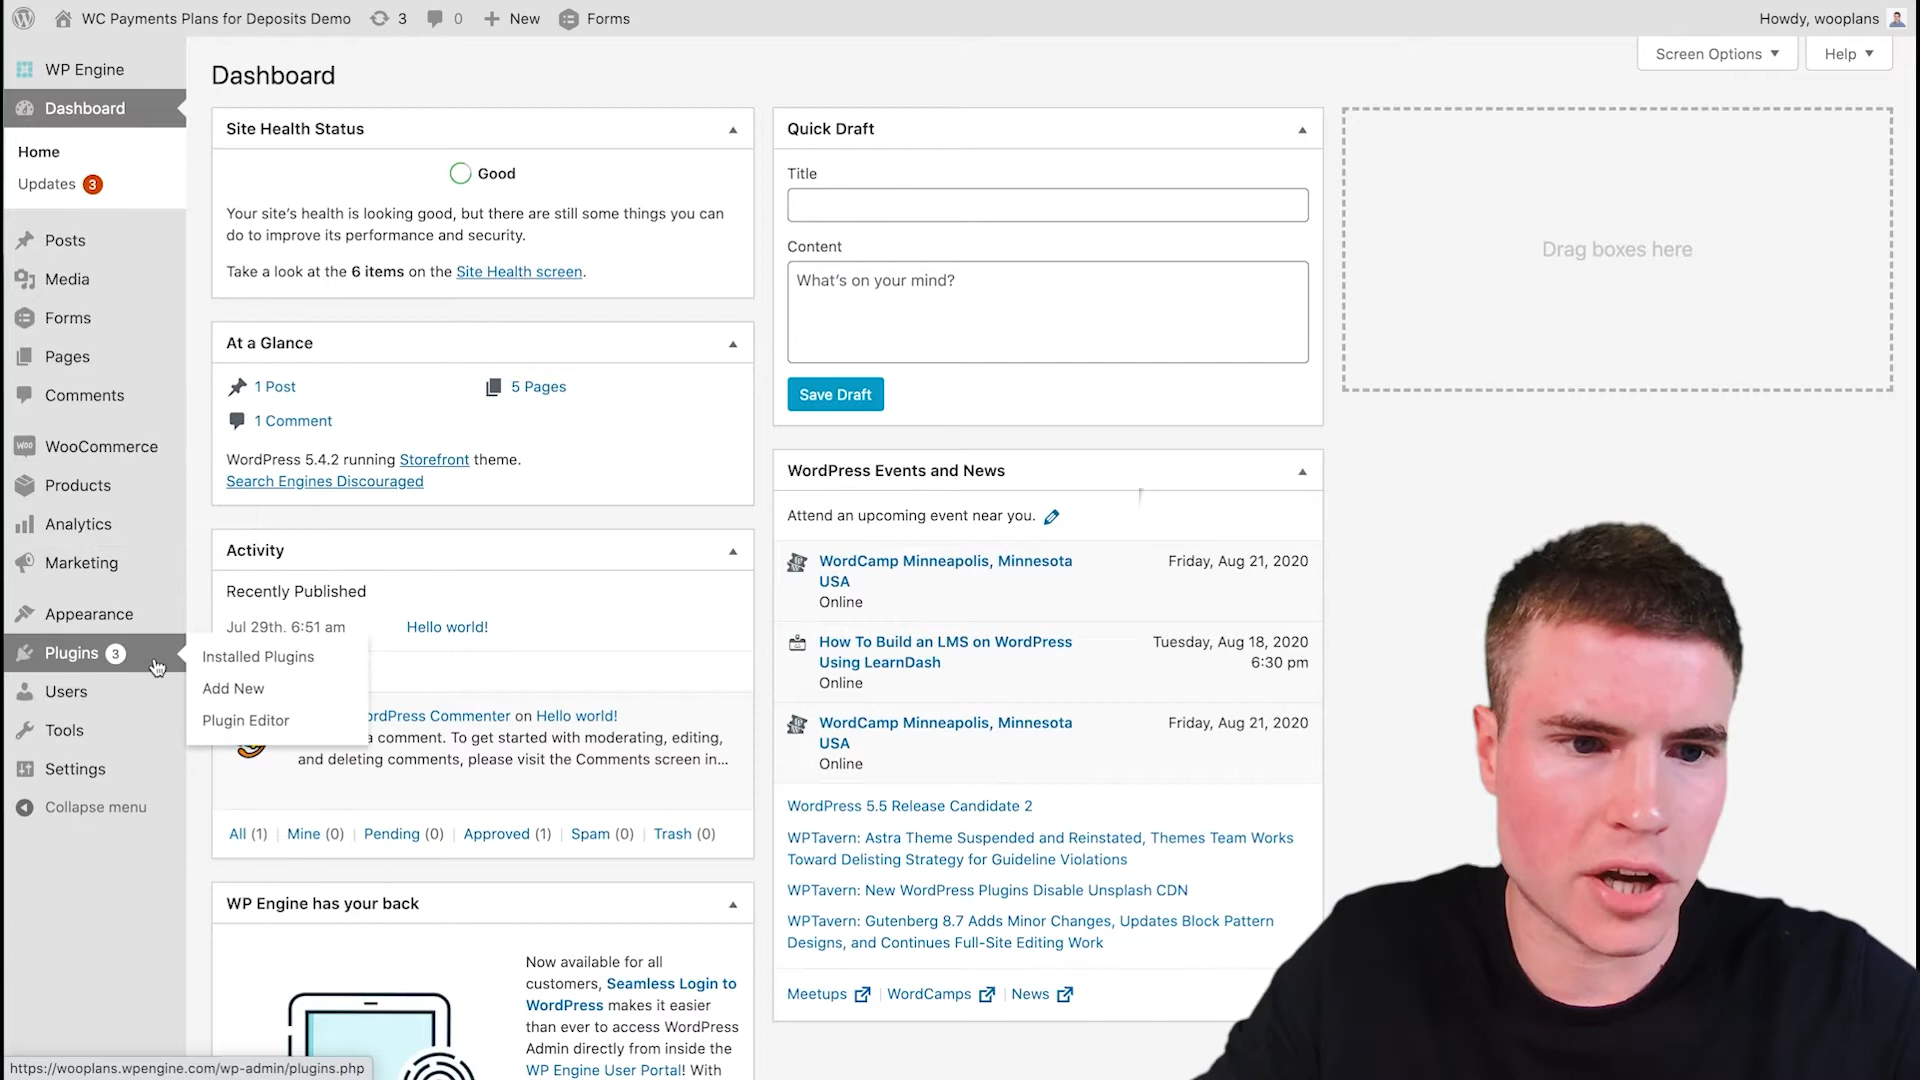 WC Payments Plans for Deposits Demo
3
0
New
Forms
Howdy, wooplans
Screen Options
Help
WP Engine
Dashboard
Home
Updates 3
Posts
Media
Forms
Pages
Comments
WOO WooCommerce
Products
Analytics
Marketing
Appearance
Plugins 3
Users
Tools
Settings
Collapse menu
Installed Plugins
Add New
Plugin Editor
Dashboard
Site Health Status
Good
Your site's health is looking good, but there are still some things you can
do to improve its performance and security.
Take a look at the 6 items on the Site Health screen.
At a Glance
1 Post
5 Pages
1 Comment
WordPress 5.4.2 running Storefront theme.
Search Engines Discouraged
Activity
Recently Published
Jul 29th, 6:51 am
Hello world!
rdPress Commenter on Hello world!
a comment. To get started with moderating, editing,
and deleting comments, please visit the Comments screen in...
All (1) | Mine (0) | Pending (0) | Approved (1) | Spam (0) | Trash (0)
WP Engine has your back
Now available for all
customers, Seamless Login to
WordPress makes it easier
than ever to access WordPress
Admin directly from inside the
WP Engine User Portal! With
Quick Draft
Title
Content
What's on your mind?
Save Draft
WordPress Events and News
Attend an upcoming event near you.
WordCamp Minneapolis, Minnesota
USA
Online
Friday, Aug 21, 2020
How To Build an LMS on WordPress
Using LearnDash
Online
Tuesday, Aug 18, 2020
6:30 pm
WordCamp Minneapolis, Minnesota
USA
Online
Friday, Aug 21, 2020
WordPress 5.5 Release Candidate 2
WPTavern: Astra Theme Suspended and Reinstated, Themes Team Works
Toward Delisting Strategy for Guideline Violations
WPTavern: New WordPress Plugins Disable Unsplash CDN
WPTavern: Gutenberg 8.7 Adds Minor Changes, Updates Block Pattern
Designs, and Continues Full-Site Editing Work
Meetups | WordCamps | News
Drag boxes here
https://wooplans.wpengine.com/wp-admin/plugins.php